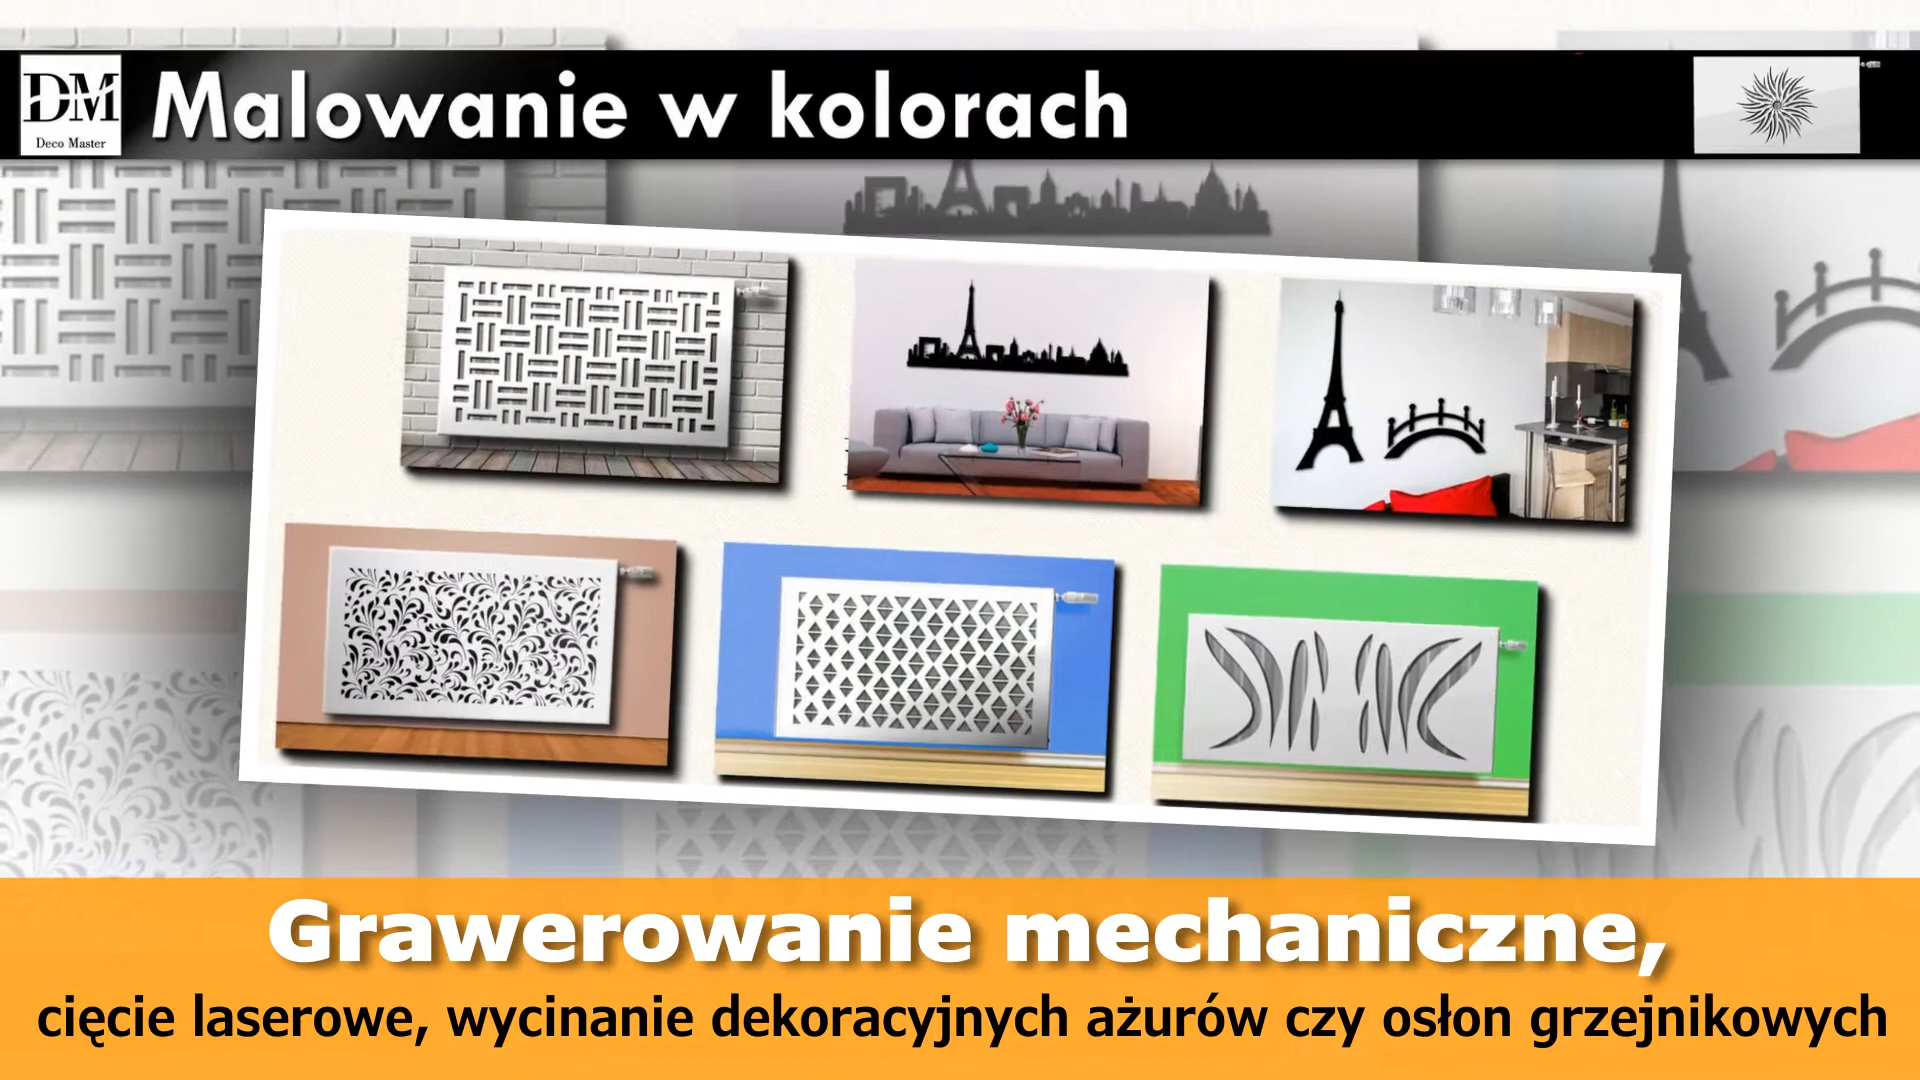 DM
Deco Master
Malowanie w kolorach
Grawerowanie mechaniczne,
cięcie laserowe, wycinanie dekoracyjnych ażurów czy osłon grzejnikowych